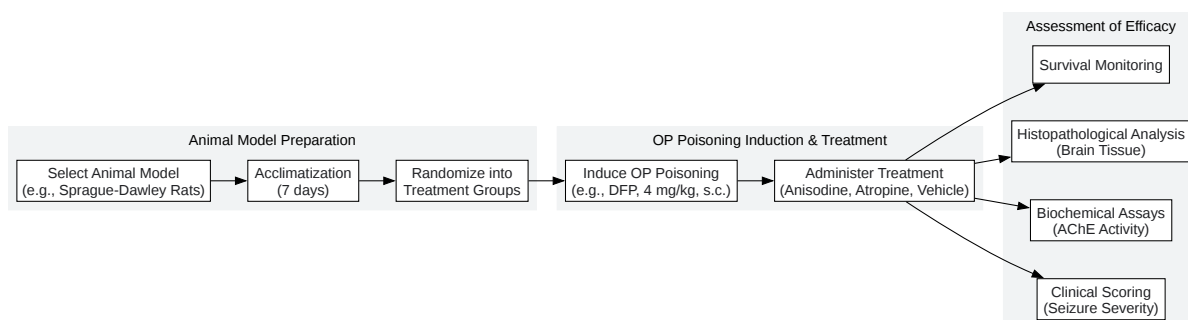 Animal Model Preparation
Select Animal Model
(e.g., Sprague-Dawley Rats)
Acclimatization
(7 days)
Randomize into
Treatment Groups
OP Poisoning Induction & Treatment
Induce OP Poisoning
(e.g., DFP, 4 mg/kg, s.c.)
Administer Treatment
(Anisodine, Atropine, Vehicle)
Assessment of Efficacy
Survival Monitoring
Histopathological Analysis
(Brain Tissue)
Biochemical Assays
(AChE Activity)
Clinical Scoring
(Seizure Severity)